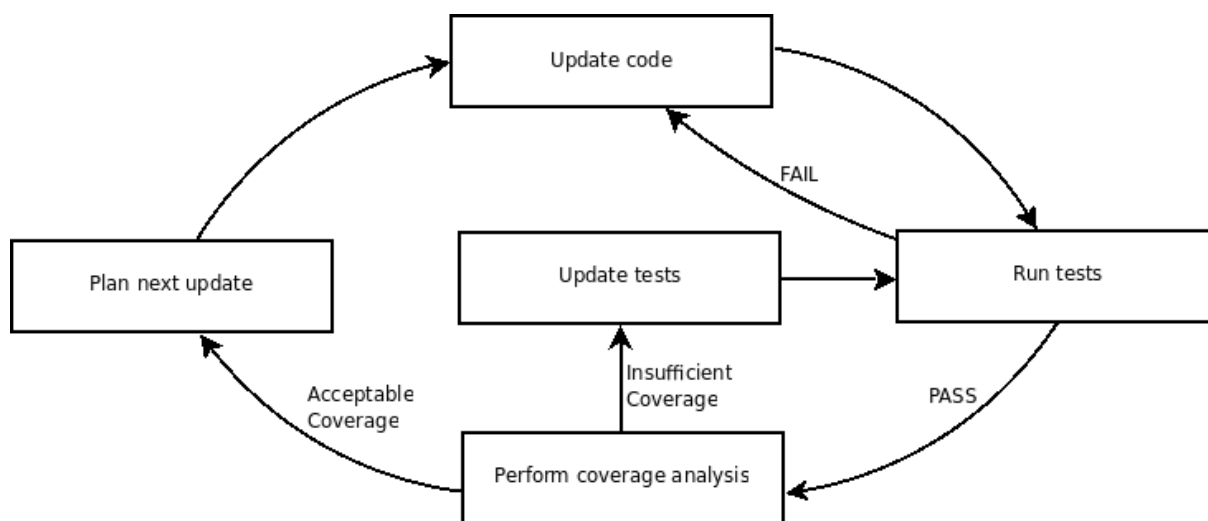 Update code
FAIL
Update tests
Run tests
Plan next update
Insufficient
Coverage
Acceptable
Coverage
PASS
Perform coverage analysis